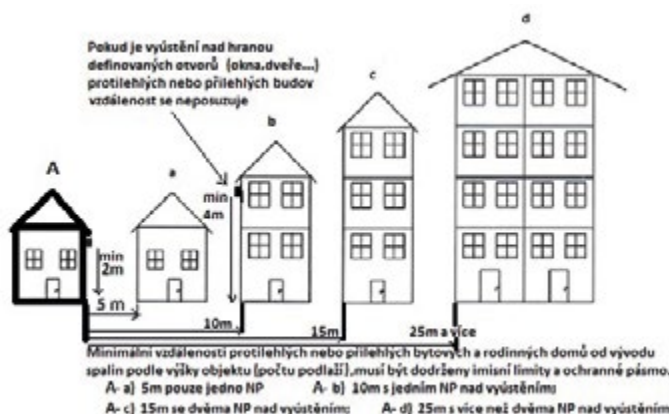 d
Pokud je vyústění nad hranou
definovaných otvorů (okna,dveře...)
protilehlých nebo přilehlých budov
vzdálenost se neposuzuje
c
b
A
a
min
4m
min
2m
5 m
10m
15m
25m a více
Minimální vzdálenosti protilehlých nebo přilehlých bytových a rodinných domů od vývodu
spalin podle výšky objektu (počtu podlaží),musí být dodrženy imisní limity a ochranné pásmo.
A- a) 5m pouze jedno NP A- b) 10m s jedním NP nad vyústěním;
A- c) 15m se dvěma NP nad vyústěním; A- d) 25m s více než dvěma NP nad vyústěním.